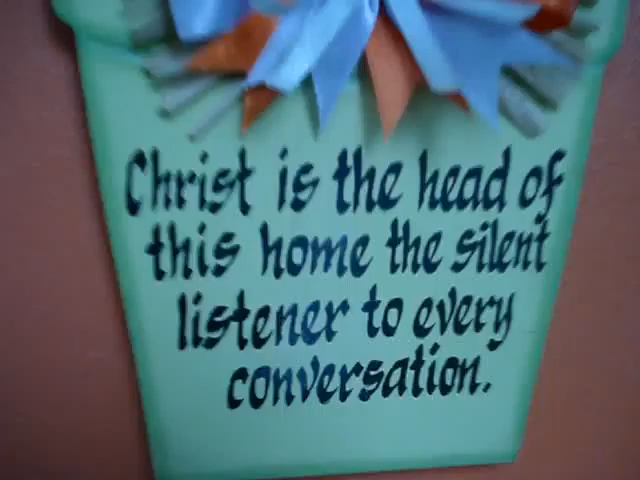 Christ is the head of
this home the silent
listener to every
conversation.